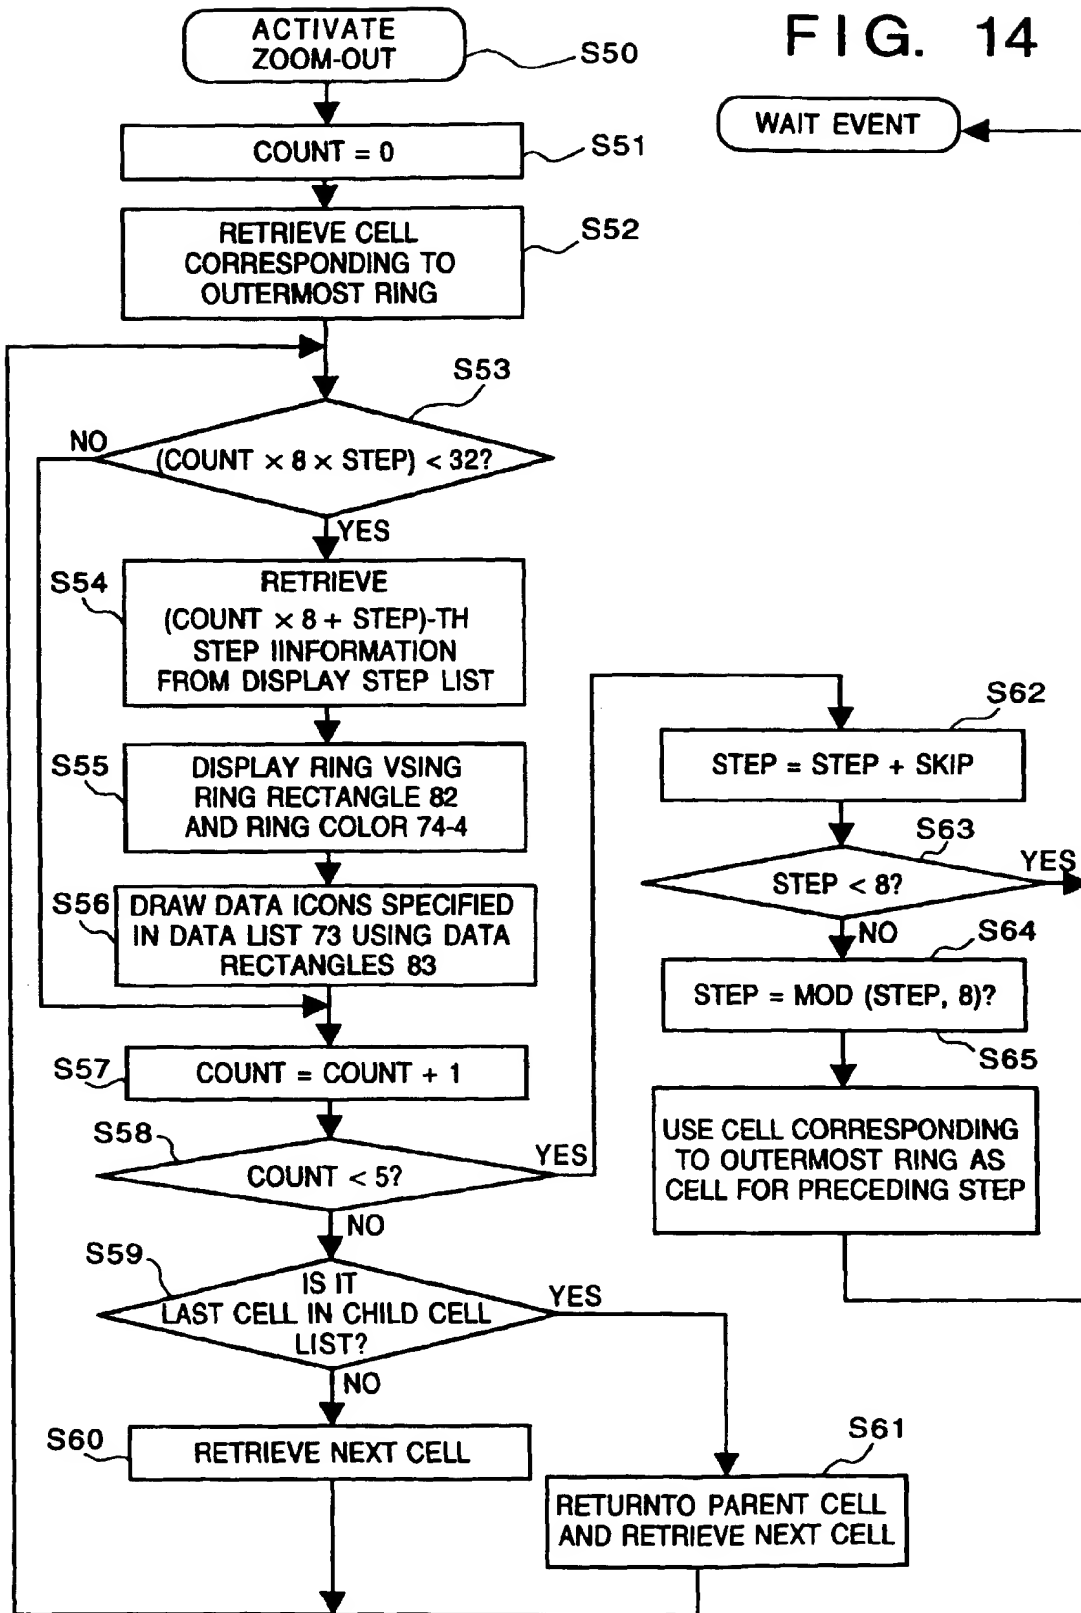 FIG. 14
ACTIVATE
ZOOM-OUT
S50
WAIT EVENT
COUNT = 0
S51
RETRIEVE CELL
CORRESPONDING TO
OUTERMOST RING
S52
S53
NO
(COUNT × 8 × STEP) < 32?
YES
S54
RETRIEVE
(COUNT × 8 + STEP)-TH
STEP IINFORMATION
FROM DISPLAY STEP LIST
S55
DISPLAY RING VSING
RING RECTANGLE 82
AND RING COLOR 74-4
S56
DRAW DATA ICONS SPECIFIED
IN DATA LIST 73 USING DATA
RECTANGLES 83
S57
COUNT = COUNT + 1
S58
COUNT < 5?
YES
NO
S59
IS IT
LAST CELL IN CHILD CELL
LIST?
YES
NO
S60
RETRIEVE NEXT CELL
S61
RETURNTO PARENT CELL
AND RETRIEVE NEXT CELL
S62
STEP = STEP + SKIP
S63
STEP < 8?
YES
NO
S64
STEP = MOD (STEP, 8)?
S65
USE CELL CORRESPONDING
TO OUTERMOST RING AS
CELL FOR PRECEDING STEP